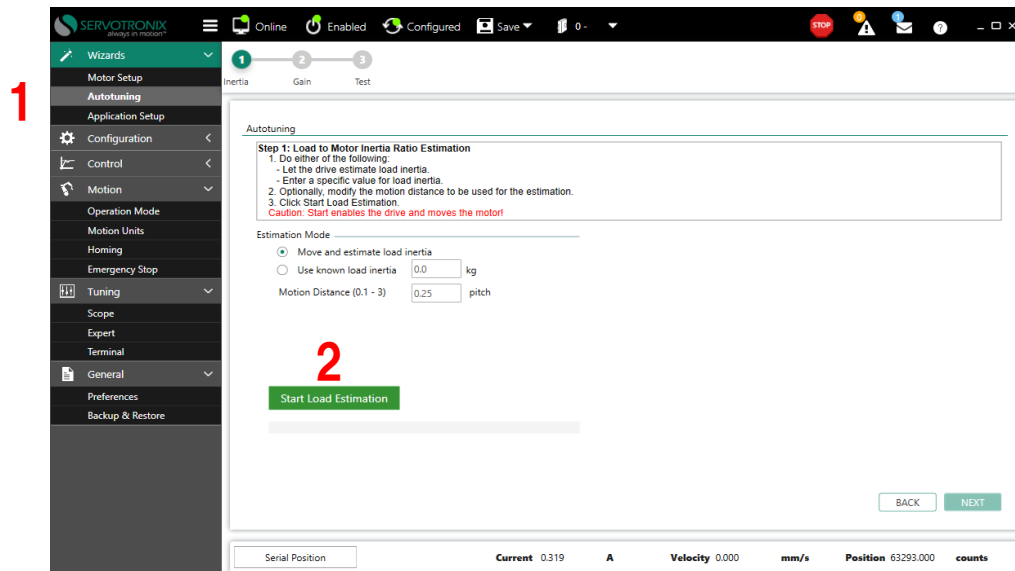 SERVOTRONIX
always in motion™
Online
Enabled
Configured
Save
0 -
STOP
0
1
?
1
Wizards
Motor Setup
Autotuning
Application Setup
Configuration
Control
Motion
Operation Mode
Motion Units
Homing
Emergency Stop
Tuning
Scope
Expert
Terminal
General
Preferences
Backup & Restore
1 2 3
Inertia Gain Test
Autotuning
Step 1: Load to Motor Inertia Ratio Estimation
1. Do either of the following:
- Let the drive estimate load inertia.
- Enter a specific value for load inertia.
2. Optionally, modify the motion distance to be used for the estimation.
3. Click Start Load Estimation.
Caution: Start enables the drive and moves the motor!
Estimation Mode
Move and estimate load inertia
Use known load inertia 0.0 kg
Motion Distance (0.1 - 3) 0.25 pitch
2
Start Load Estimation
BACK NEXT
Serial Position Current 0.319 A Velocity 0.000 mm/s Position 63293.000 counts